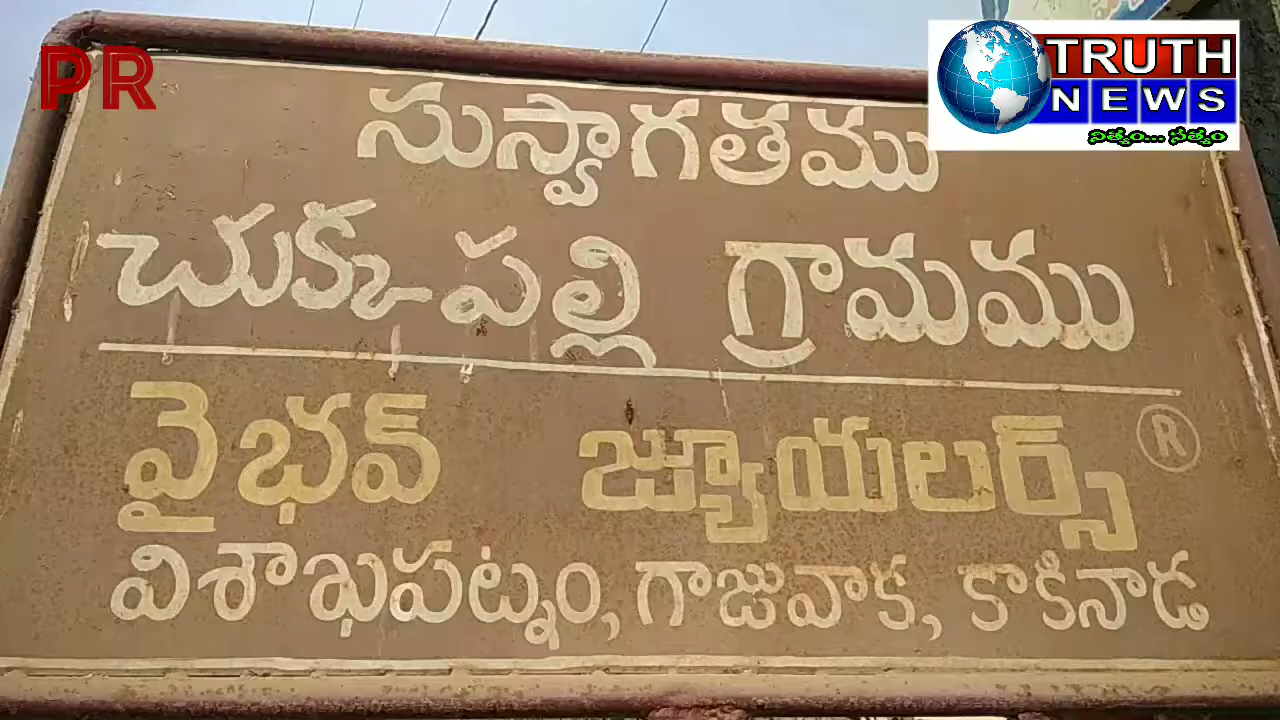 PR
TRUTH
NEWS
నిత్యం... సత్యం
సుస్వాగతము
చుక్కపల్లి గ్రామము
వైభవ్ జ్యూయలర్స్ ®
విశాఖపట్నం, గాజువాక, కాకినాడ